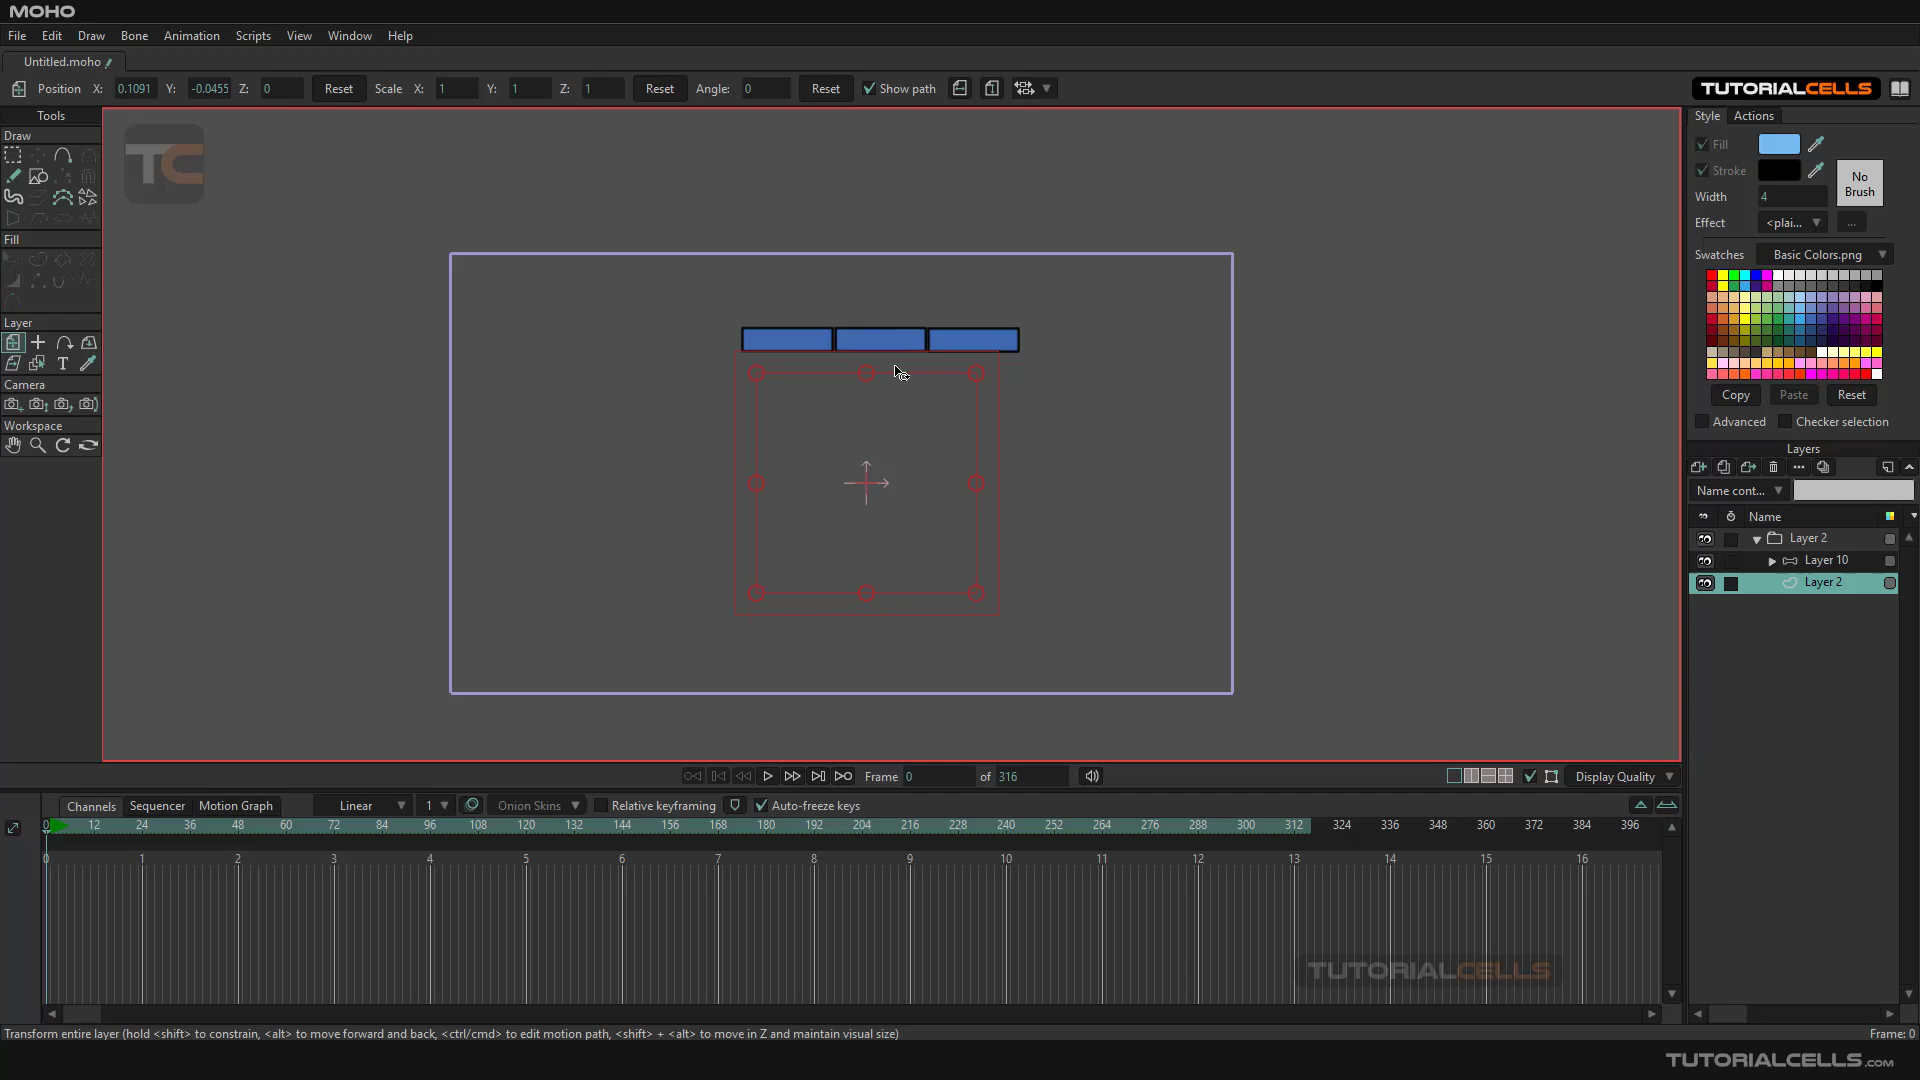 MOHO
File Edit Draw Bone Animation Scripts View Window Help
Untitled.moho
Position X: 0.1091 Y: -0.0455 Z: 0 Reset Scale X: 1 Y: 1 Z: 1 Reset Angle: 0 Reset Show path
TUTORIALCELLS
Tools
Style Actions
Draw
TC
Fill
Stroke
No Brush
Width 4
Effect <plai... ...
Fill
Swatches Basic Colors.png
Layer
Camera
Copy Paste Reset
Workspace
Advanced Checker selection
Layers
Name cont...
Name
Layer 2
Layer 10
Layer 2
Frame 0 of 316
Display Quality
Channels Sequencer Motion Graph Linear 1 Onion Skins Relative keyframing Auto-freeze keys
0 12 24 36 48 60 72 84 96 108 120 132 144 156 168 180 192 204 216 228 240 252 264 276 288 300 312 324 336 348 360 372 384 396
0 1 2 3 4 5 6 7 8 9 10 11 12 13 14 15 16
TUTORIALCELLS
Transform entire layer (hold <shift> to constrain, <alt> to move forward and back, <ctrl/cmd> to edit motion path, <shift> + <alt> to move in Z and maintain visual size)
Frame: 0
TUTORIALCELLS.com